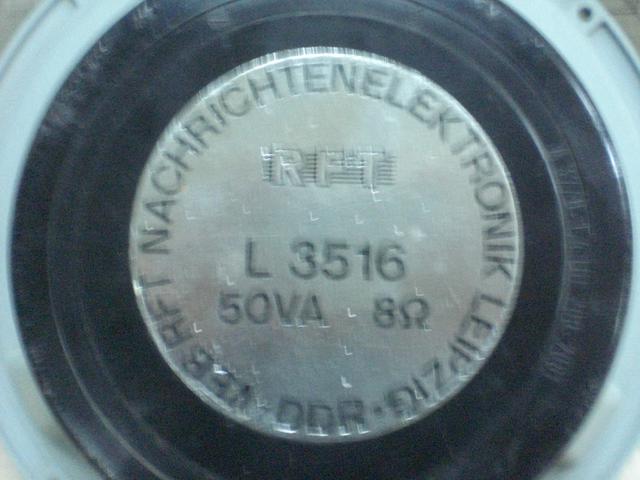 VEB RFT NACHRICHTENELEKTRONIK LEIPZIG · DDR ·
RFT
L 3516
50VA 8Ω